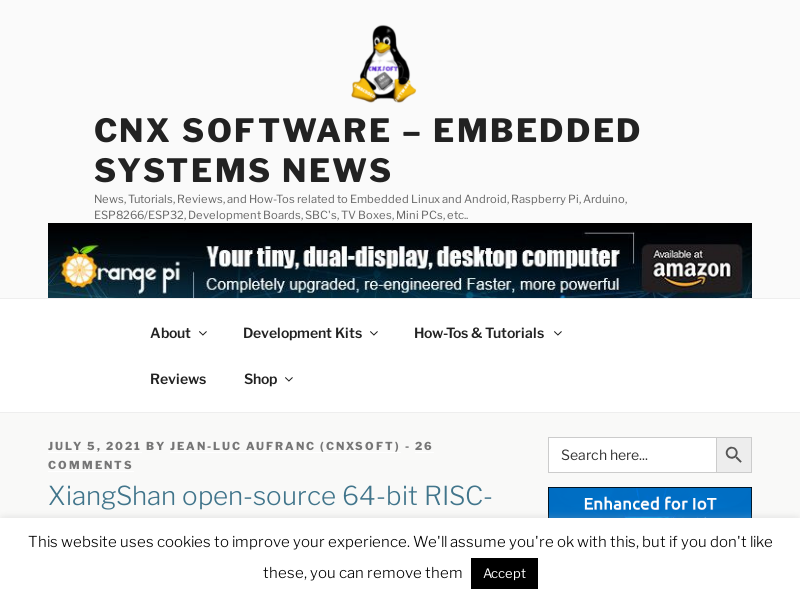 CNXSOFT
CNX SOFTWARE – EMBEDDED
SYSTEMS NEWS
News, Tutorials, Reviews, and How-Tos related to Embedded Linux and Android, Raspberry Pi, Arduino,
ESP8266/ESP32, Development Boards, SBC's, TV Boxes, Mini PCs, etc..
range pi
Your tiny, dual-display, desktop computer
Completely upgraded, re-engineered Faster, more powerful
Available at
amazon
About
Development Kits
How-Tos & Tutorials
Reviews
Shop
JULY 5, 2021 BY JEAN-LUC AUFRANC (CNXSOFT) - 26
COMMENTS
XiangShan open-source 64-bit RISC-
Search here...
Enhanced for IoT
This website uses cookies to improve your experience. We'll assume you're ok with this, but if you don't like
these, you can remove them
Accept